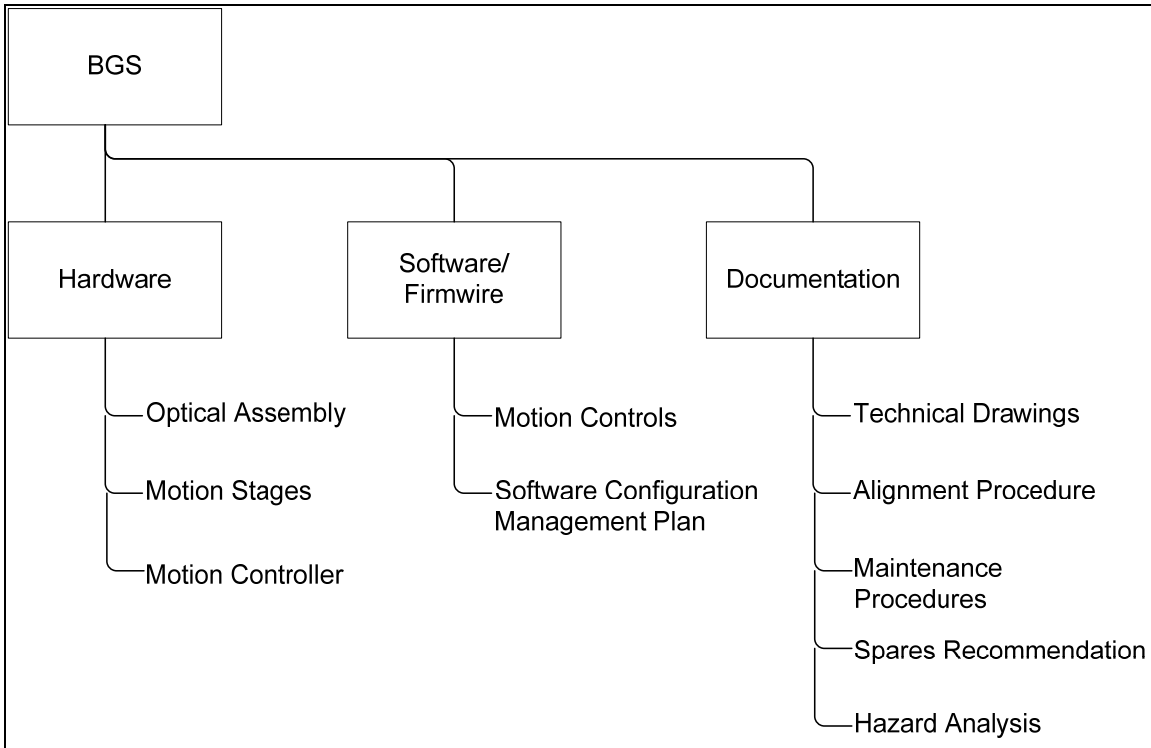 BGS
Hardware
Software/
Firmwire
Documentation
Optical Assembly
Motion Stages
Motion Controller
Motion Controls
Software Configuration
Management Plan
Technical Drawings
Alignment Procedure
Maintenance
Procedures
Spares Recommendation
Hazard Analysis